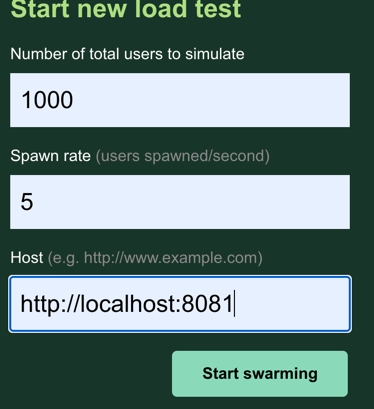 Start new load test
Number of total users to simulate
1000
Spawn rate (users spawned/second)
5
Host (e.g. http://www.example.com)
http://localhost:8081
Start swarming